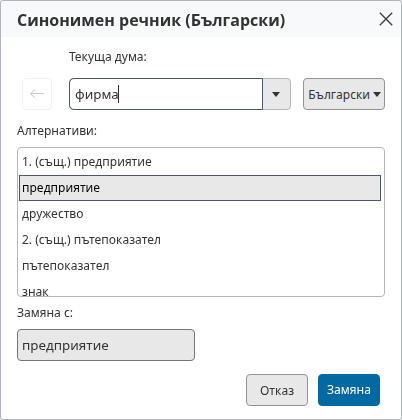 Синонимен речник (Български)
Текуща дума:
фирма
Български
Алтернативи:
1. (същ.) предприятие
предприятие
дружество
2. (същ.) пътепоказател
пътепоказател
знак
Замяна с:
предприятие
Отказ
Замяна